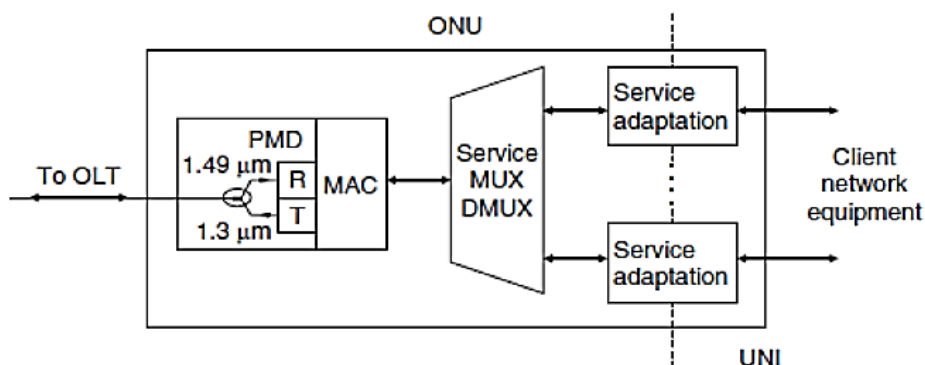 ONU
PMD
1.49 μm
R
T
1.3 μm
MAC
To OLT
Service
MUX
DMUX
Service
adaptation
Service
adaptation
Client
network
equipment
UNI